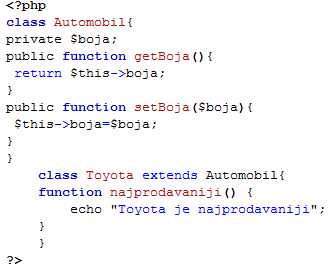 <?php
class Automobil{
private $boja;
public function getBoja(){
 return $this->boja;
}
public function setBoja($boja){
 $this->boja=$boja;
}
}
    class Toyota extends Automobil{
    function najprodavaniji() {
        echo "Toyota je najprodavaniji";
    }
    }
?>